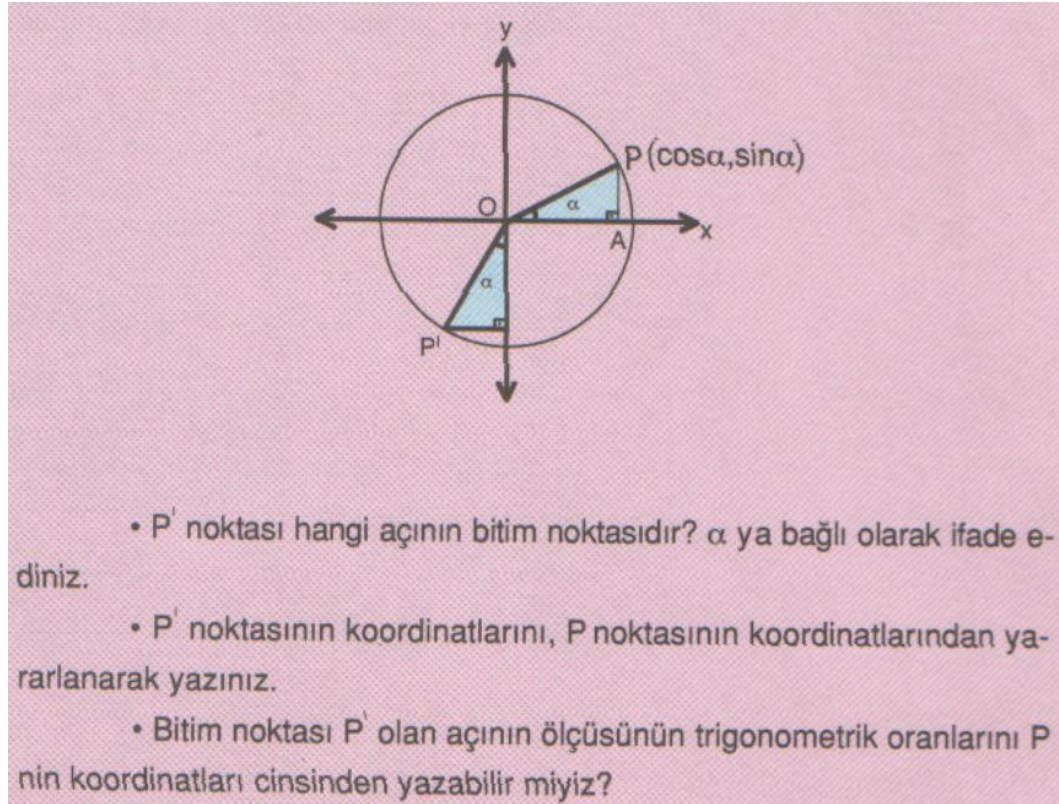 y
P(cosα,sinα)
O
α
A
x
α
P'
• P' noktası hangi açının bitim noktasıdır? α ya bağlı olarak ifade e-
diniz.
• P' noktasının koordinatlarını, P noktasının koordinatlarından ya-
rarlanarak yazınız.
• Bitim noktası P' olan açının ölçüsünün trigonometrik oranlarını P
nin koordinatları cinsinden yazabilir miyiz?